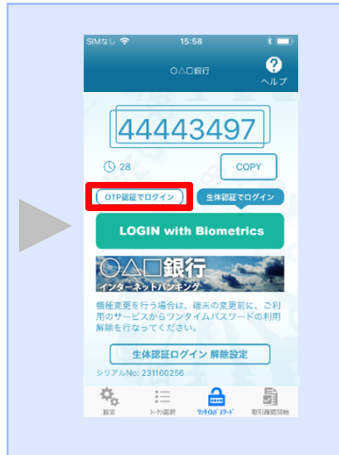 SIMなし 15:58
○△□銀行
ヘルプ
44443497
28 COPY
OTP認証でログイン 生体認証でログイン
LOGIN with Biometrics
○△□銀行
インターネットバンキング
機種変更を行う場合は、端末の変更前に、ご利
用のサービスからワンタイムパスワードの利用
解除を行なってください。
生体認証ログイン 解除設定
シリアルNo: 231160256
設定 トークン選択 ワンタイムパスワード 取引確認開始